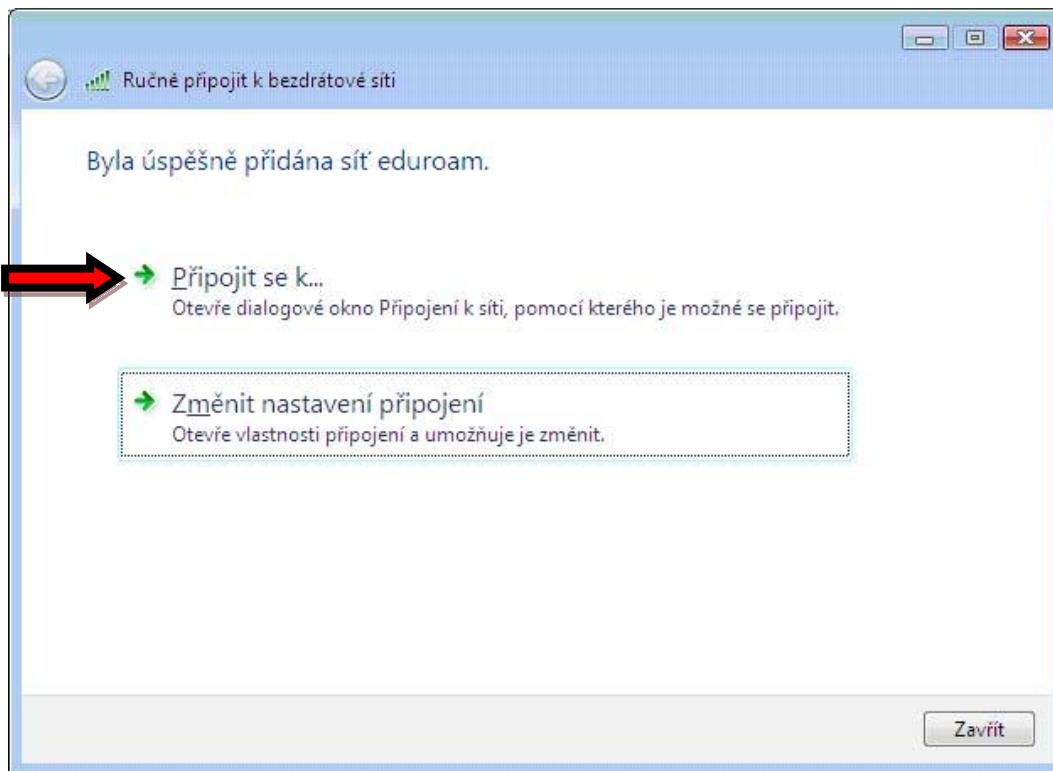 Ručně připojit k bezdrátové síti
Byla úspěšně přidána síť eduroam.
Připojit se k...
Otevře dialogové okno Připojení k síti, pomocí kterého je možné se připojit.
Změnit nastavení připojení
Otevře vlastnosti připojení a umožňuje je změnit.
Zavřít